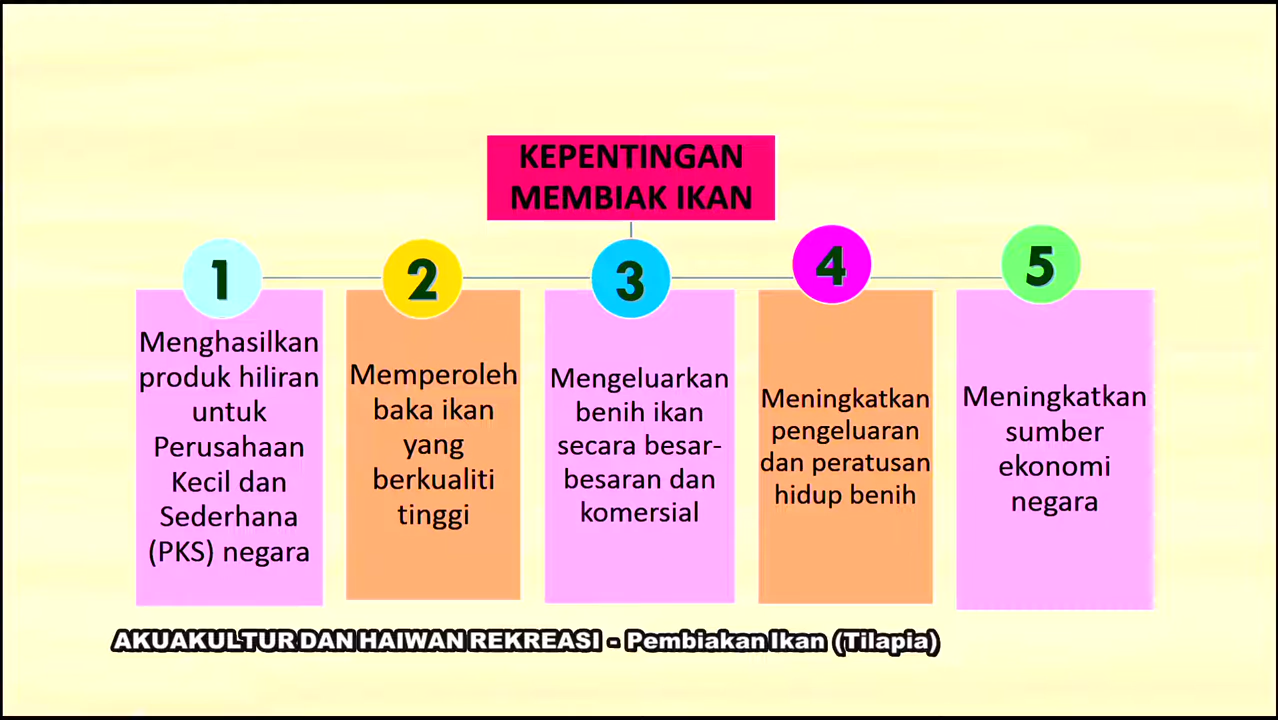 KEPENTINGAN
MEMBIAK IKAN
1
Menghasilkan
produk hiliran
untuk
Perusahaan
Kecil dan
Sederhana
(PKS) negara
2
Memperoleh
baka ikan
yang
berkualiti
tinggi
3
Mengeluarkan
benih ikan
secara besar-
besaran dan
komersial
4
Meningkatkan
pengeluaran
dan peratusan
hidup benih
5
Meningkatkan
sumber
ekonomi
negara
AKUAKULTUR DAN HAIWAN REKREASI - Pembiakan Ikan (Tilapia)